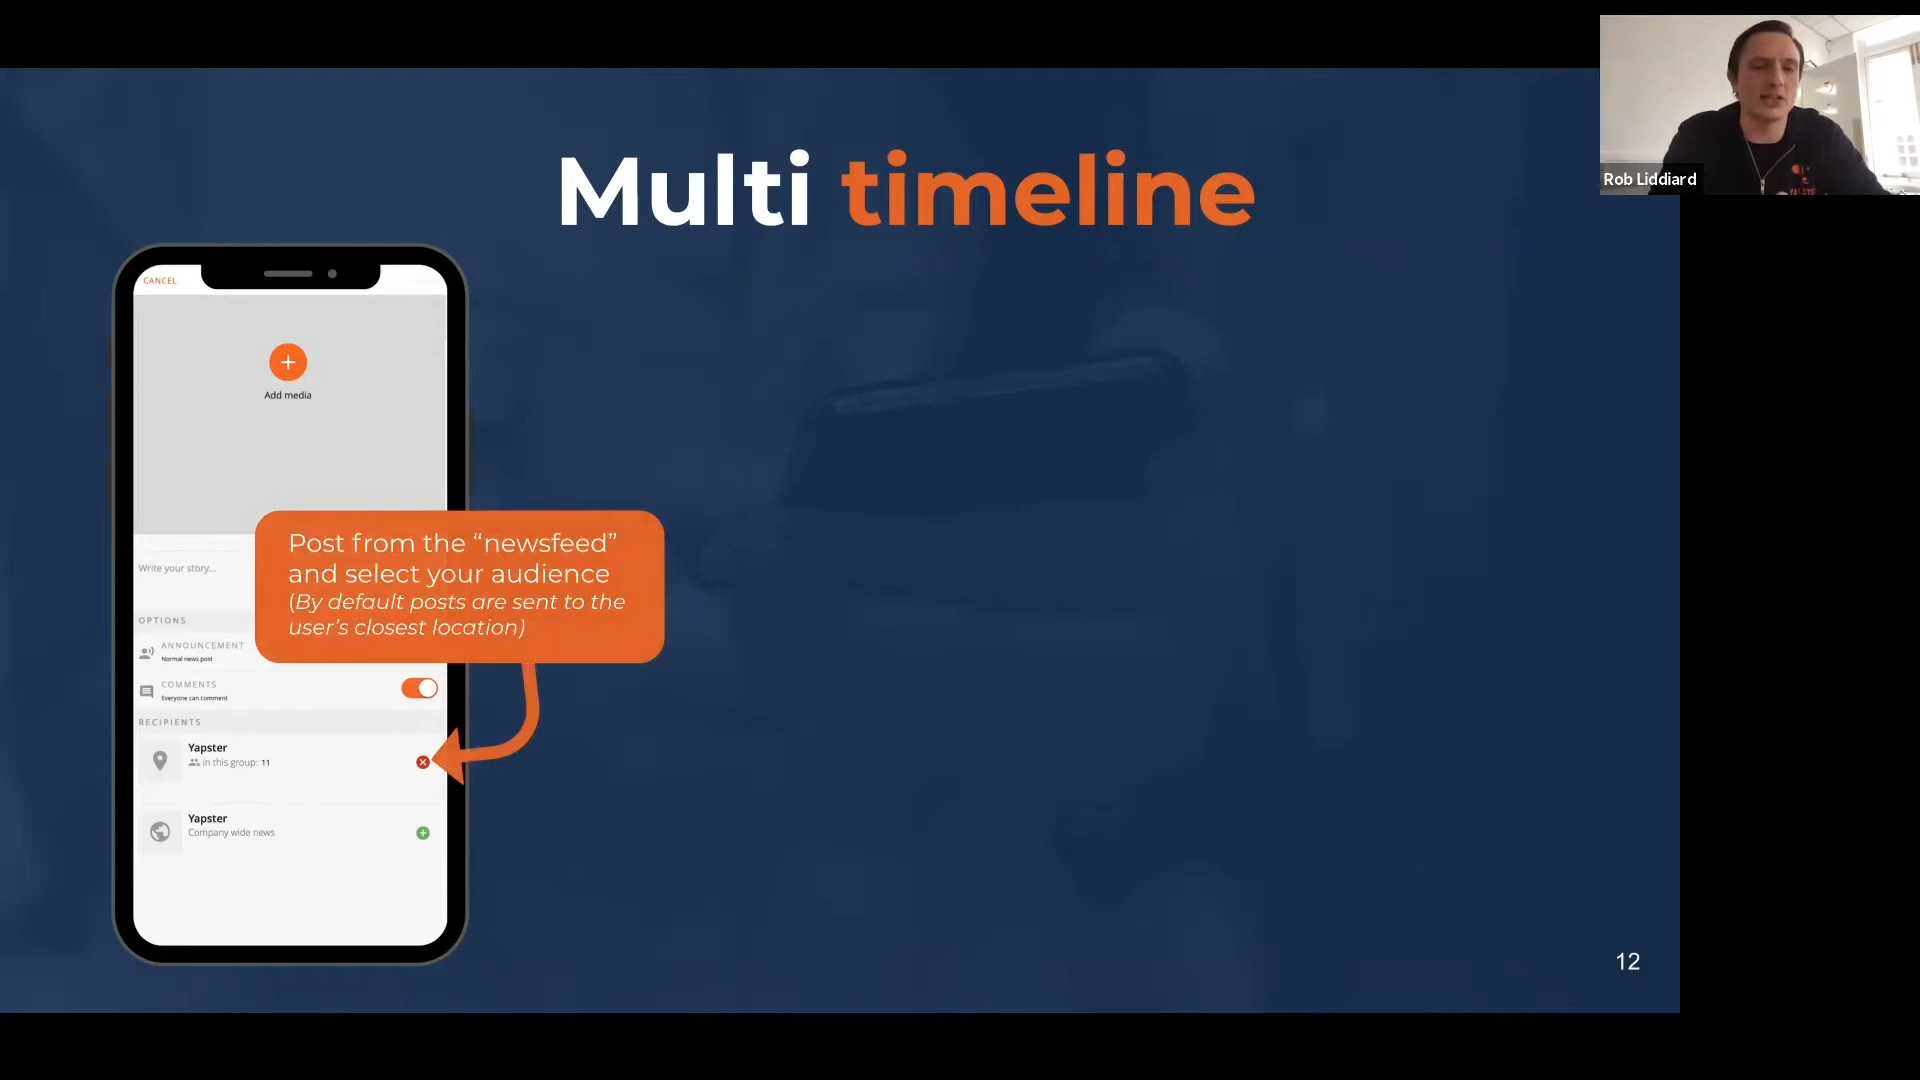 Multi timeline
Rob Liddiard
CANCEL
Add media
Post from the “newsfeed”
and select your audience
(By default posts are sent to the
user’s closest location)
Write your story...
OPTIONS
ANNOUNCEMENT
Normal news post
COMMENTS
Everyone can comment
RECIPIENTS
Yapster
in this group: 11
Yapster
Company wide news
12